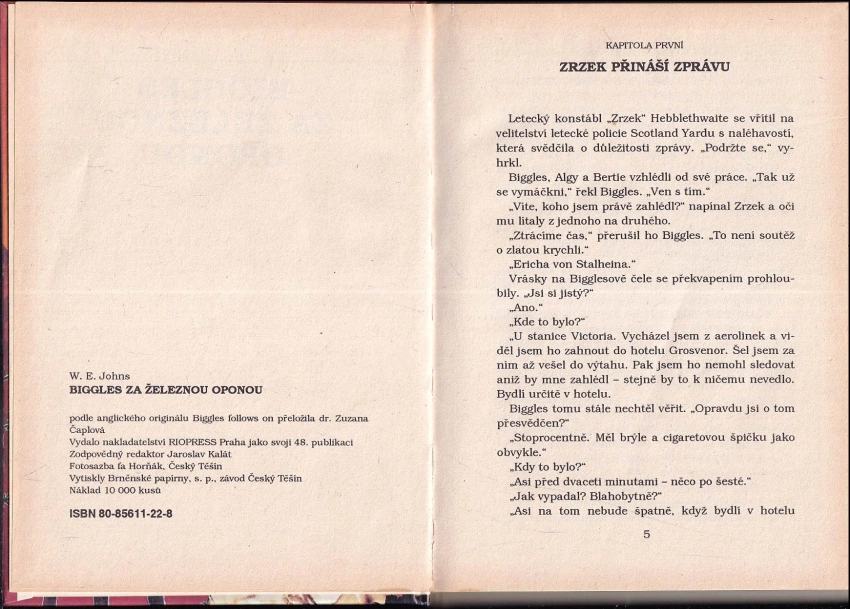 W. E. Johns
BIGGLES ZA ŽELEZNOU OPONOU
podle anglického originálu Biggles follows on přeložila dr. Zuzana
Čaplová
Vydalo nakladatelství RIOPRESS Praha jako svoji 48. publikaci
Zodpovědný redaktor Jaroslav Kalát
Fotosazba fa Horňák, Český Těšín
Vytiskly Brněnské papírny, s. p., závod Český Těšín
Náklad 10 000 kusů
ISBN 80-85611-22-8
KAPITOLA PRVNÍ
ZRZEK PŘINÁŠÍ ZPRÁVU
Letecký konstábl „Zrzek“ Hebblethwaite se vřítil na
velitelství letecké policie Scotland Yardu s naléhavostí,
která svědčila o důležitosti zprávy. „Podržte se,“ vy-
hrkl.
Biggles, Algy a Bertie vzhlédli od své práce. „Tak už
se vymáčkni,“ řekl Biggles. „Ven s tím.“
„Víte, koho jsem právě zahlédl?“ napínal Zrzek a oči
mu lítaly z jednoho na druhého.
„Ztrácíme čas,“ přerušil ho Biggles. „To není soutěž
o zlatou krychli.“
„Ericha von Stalheina.“
Vrásky na Bigglesově čele se překvapením prohlou-
bily. „Jsi si jistý?“
„Ano.“
„Kde to bylo?“
„U stanice Victoria. Vycházel jsem z aerolinek a vi-
děl jsem ho zahnout do hotelu Grosvenor. Šel jsem za
ním až vešel do výtahu. Pak jsem ho nemohl sledovat
aniž by mne zahlédl – stejně by to k ničemu nevedlo.
Bydlí určitě v hotelu.
Biggles tomu stále nechtěl věřit. „Opravdu jsi o tom
přesvědčen?“
„Stoprocentně. Měl brýle a cigaretovou špičku jako
obvykle.“
„Kdy to bylo?“
„Asi před dvaceti minutami – něco po šesté.“
„Jak vypadal? Blahobytně?“
„Asi na tom nebude špatně, když bydlí v hotelu
5